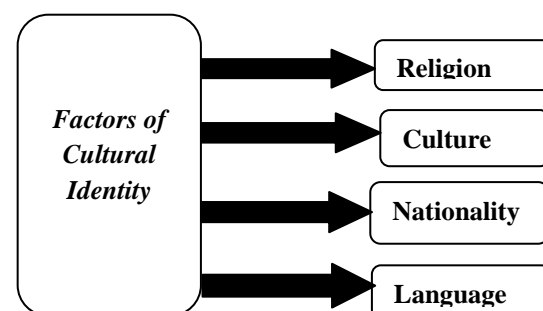 Factors of
Cultural
Identity
Religion
Culture
Nationality
Language